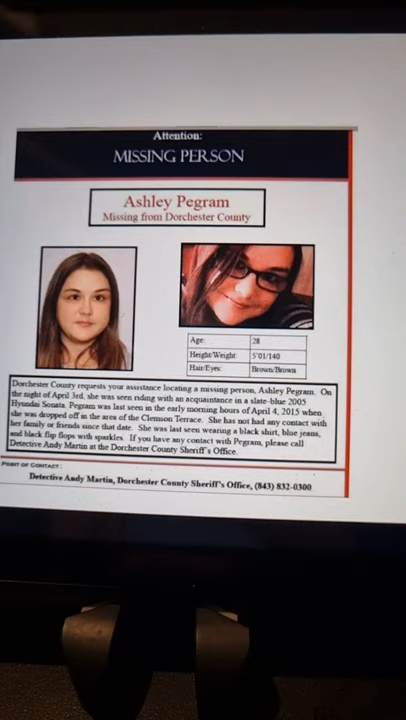 Attention:
MISSING PERSON
Ashley Pegram
Missing from Dorchester County
Age: 28
Height/Weight: 5'01/140
Hair/Eyes: Brown/Brown
Dorchester County requests your assistance locating a missing person, Ashley Pegram. On
the night of April 3rd, she was seen riding with an acquaintance in a slate-blue 2005
Hyundai Sonata. Pegram was last seen in the early morning hours of April 4, 2015 when
she was dropped off in the area of the Clemson Terrace. She has not had any contact with
her family or friends since that date. She was last seen wearing a black shirt, blue jeans,
and black flip flops with sparkles. If you have any contact with Pegram, please call
Detective Andy Martin at the Dorchester County Sheriff's Office.
POINT OF CONTACT:
Detective Andy Martin, Dorchester County Sheriff's Office, (843) 832-0300